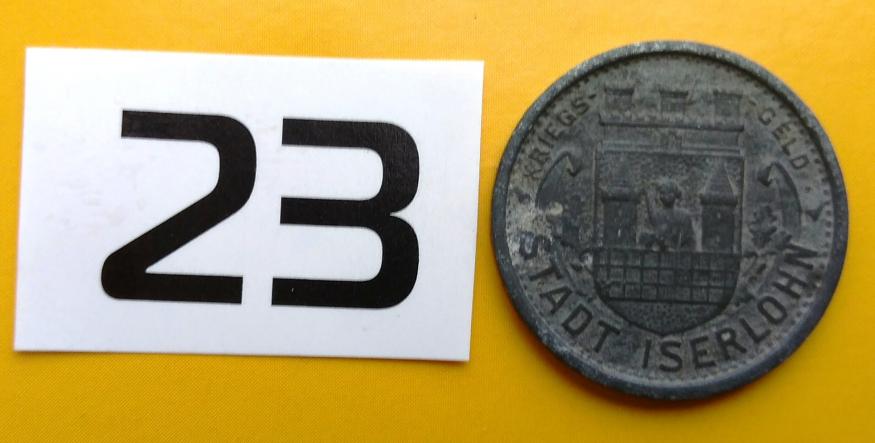 23
KRIEGS-GELD
STADT ISERLOHN